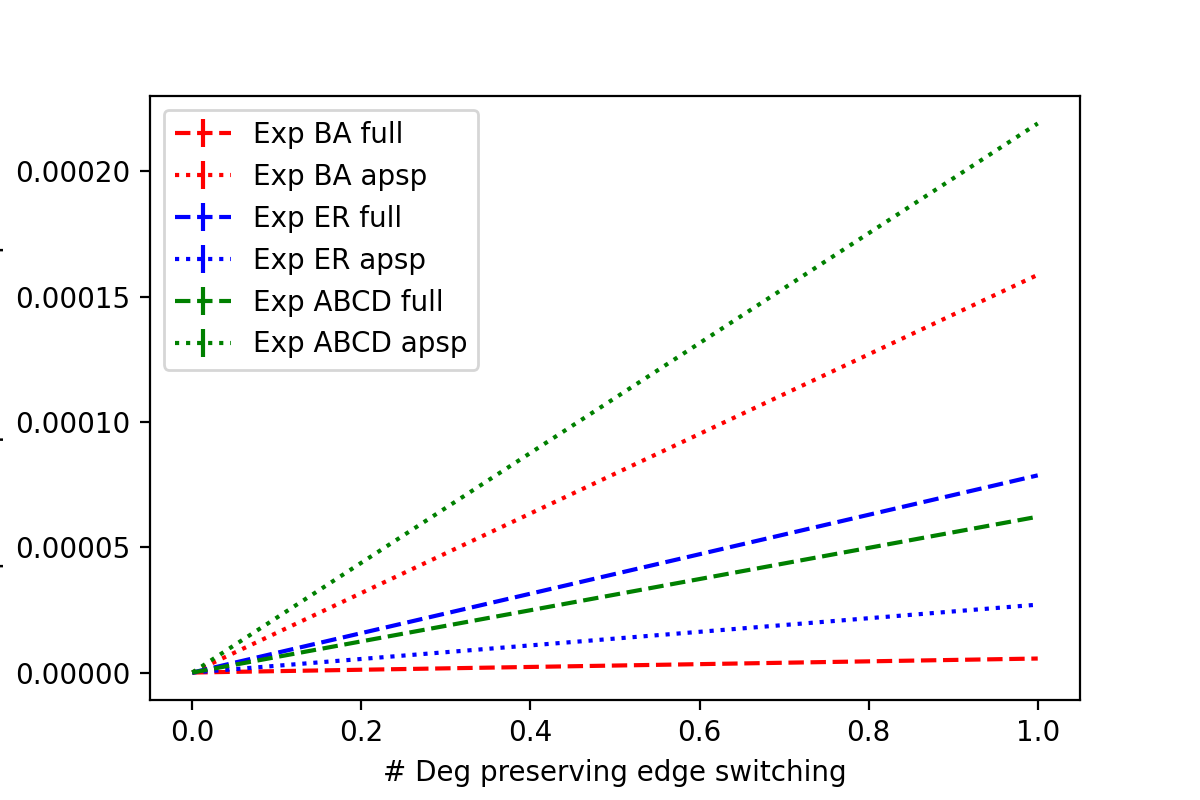 Exp BA full
Exp BA apsp
Exp ER full
Exp ER apsp
Exp ABCD full
Exp ABCD apsp
0.00020
0.00015
0.00010
0.00005
0.00000
0.0 0.2 0.4 0.6 0.8 1.0
# Deg preserving edge switching